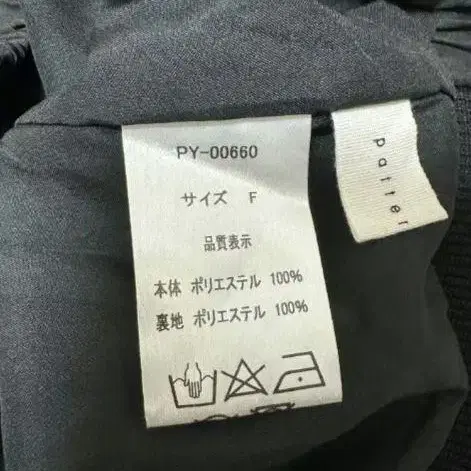 PY-00660
サイズ F
品質表示
本体 ポリエステル 100%
裏地 ポリエステル 100%
patter